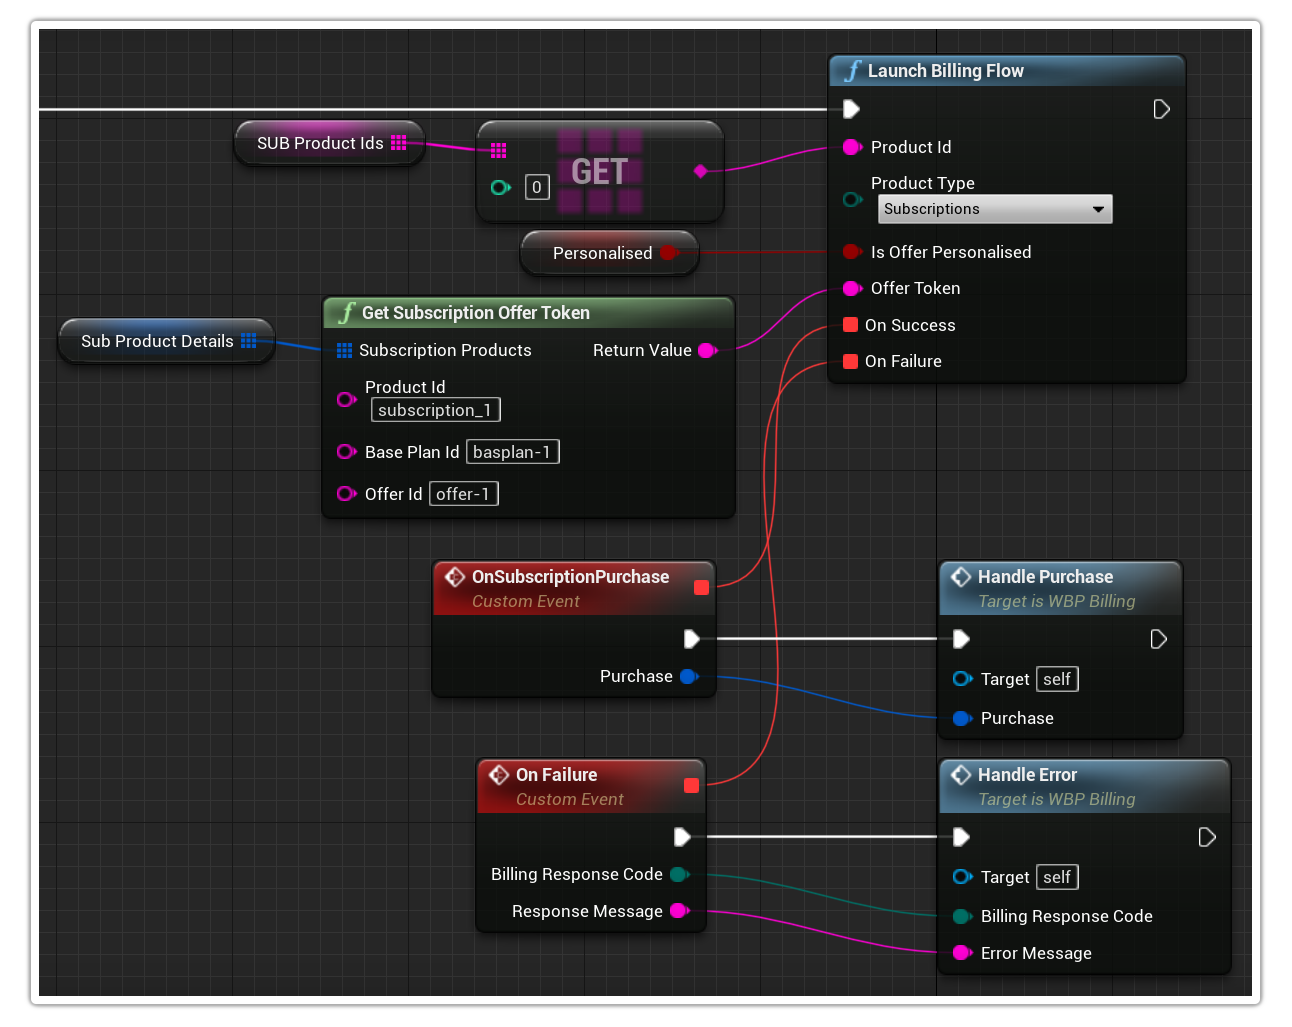 Launch Billing Flow
SUB Product Ids
GET
0
Product Id
Product Type
Subscriptions
Personalised
Is Offer Personalised
Offer Token
On Success
On Failure
Get Subscription Offer Token
Sub Product Details
Subscription Products
Return Value
Product Id
subscription_1
Base Plan Id basplan-1
Offer Id offer-1
OnSubscriptionPurchase
Custom Event
Purchase
Handle Purchase
Target is WBP Billing
Target self
Purchase
On Failure
Custom Event
Billing Response Code
Response Message
Handle Error
Target is WBP Billing
Target self
Billing Response Code
Error Message